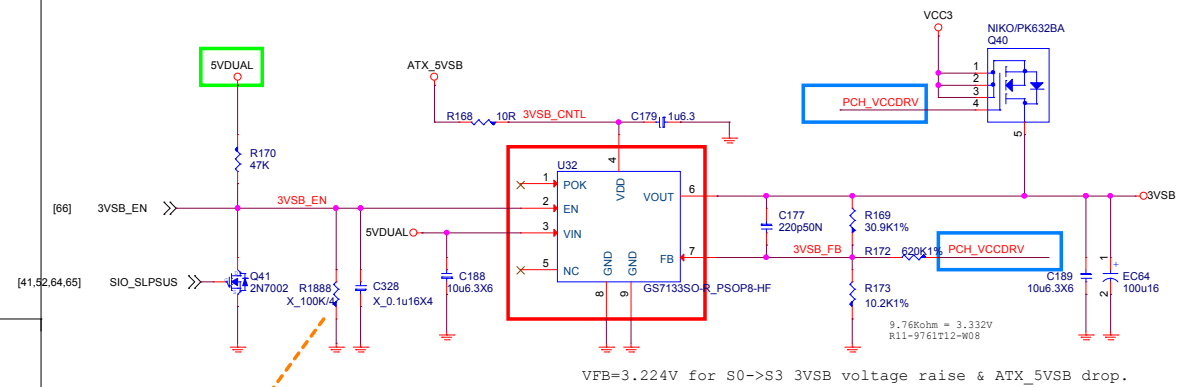 VCC3
NIKO/PK632BA
Q40
5VDUAL
ATX_5VSB
1
2
3
4
PCH_VCCDRV
5
R168
10R
3VSB_CNTL
C179
1u6.3
R170
47K
U32
4
1
POK
VDD
VOUT
6
3VSB
[66]
3VSB_EN
3VSB_EN
2
EN
C177
220p50N
R169
30.9K1%
5VDUAL
3
VIN
3VSB_FB
R172
620K1%
PCH_VCCDRV
FB
7
5
NC
GND
GND
8
9
GS7133SO-R_PSOP8-HF
[41,52,64,65]
SIO_SLPSUS
Q41
2N7002
R1888
X_100K/4
C328
X_0.1u16X4
C188
10u6.3X6
R173
10.2K1%
C189
10u6.3X6
1
+
2
EC64
100u16
9.76Kohm = 3.332V
R11-9761T12-W08
VFB=3.224V for S0->S3 3VSB voltage raise & ATX_5VSB drop.